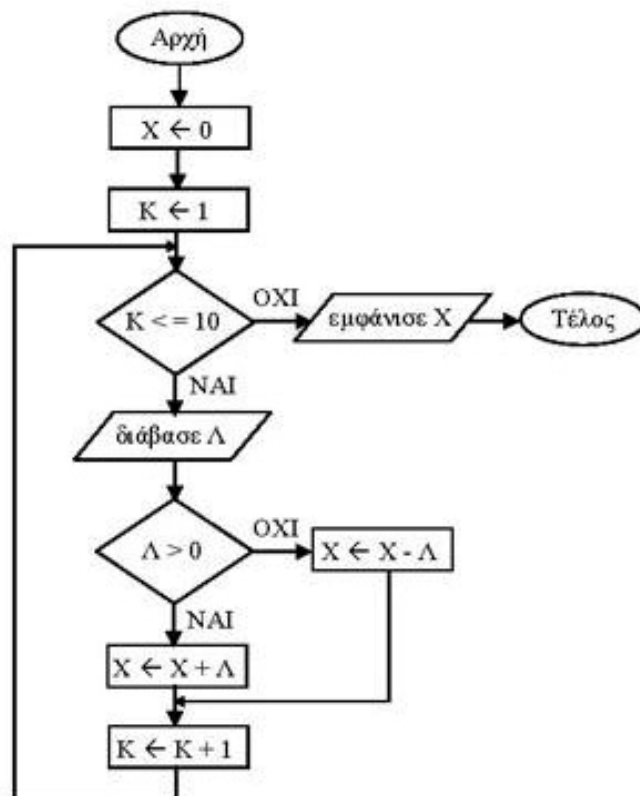 Αρχή
X ← 0
K ← 1
K < = 10
ΟΧΙ
εμφάνισε X
Τέλος
ΝΑΙ
διάβασε Λ
Λ > 0
ΟΧΙ
X ← X - Λ
ΝΑΙ
X ← X + Λ
K ← K + 1